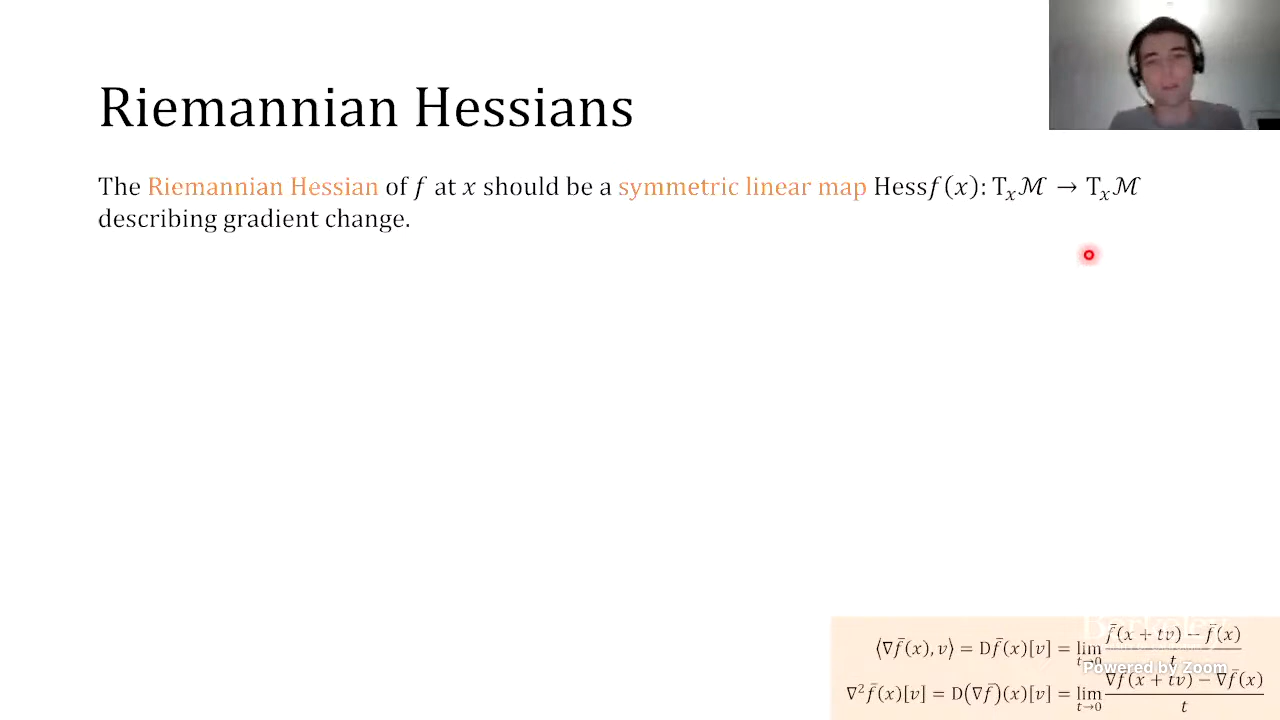 Riemannian Hessians
The Riemannian Hessian of f at x should be a symmetric linear map Hessf(x): Tₓℳ → Tₓℳ
describing gradient change.
⟨∇f̄(x), v⟩ = Df̄(x)[v] = lim_{t→0} (f̄(x + tv) − f̄(x)) / t
∇²f̄(x)[v] = D(∇f̄)(x)[v] = lim_{t→0} (∇f̄(x + tv) − ∇f̄(x)) / t
Berkeley
Powered by Zoom